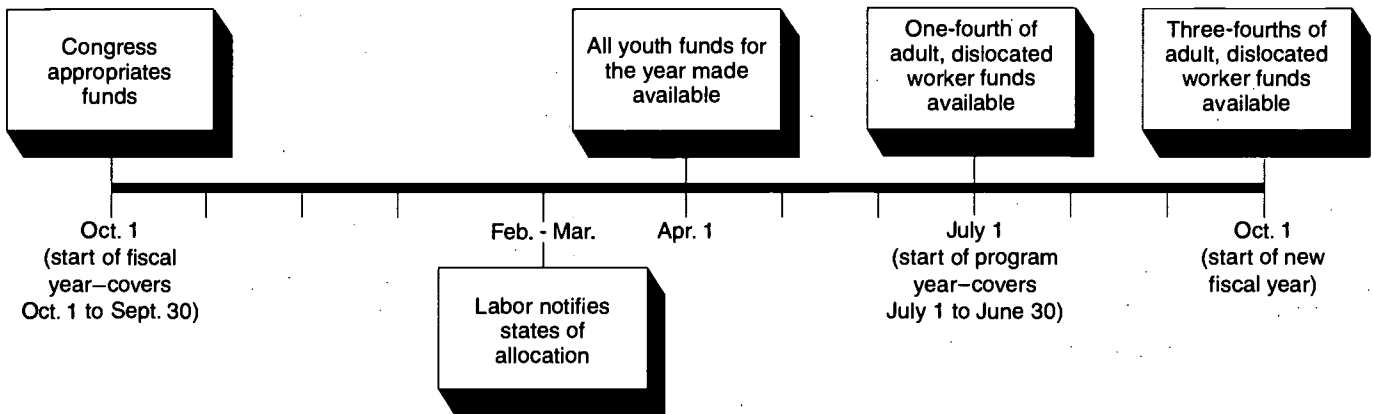 Congress
appropriates
funds
All youth funds for
the year made
available
One-fourth of
adult, dislocated
worker funds
available
Three-fourths of
adult, dislocated
worker funds
available
Oct. 1
(start of fiscal
year–covers
Oct. 1 to Sept. 30)
Feb. - Mar.
Apr. 1
July 1
(start of program
year–covers
July 1 to June 30)
Oct. 1
(start of new
fiscal year)
Labor notifies
states of
allocation